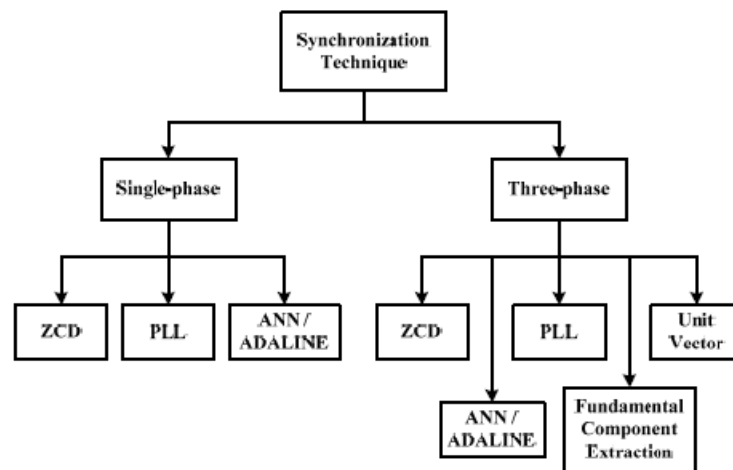 Synchronization
Technique
Single-phase
Three-phase
ZCD
PLL
ANN /
ADALINE
ZCD
PLL
Unit
Vector
ANN /
ADALINE
Fundamental
Component
Extraction